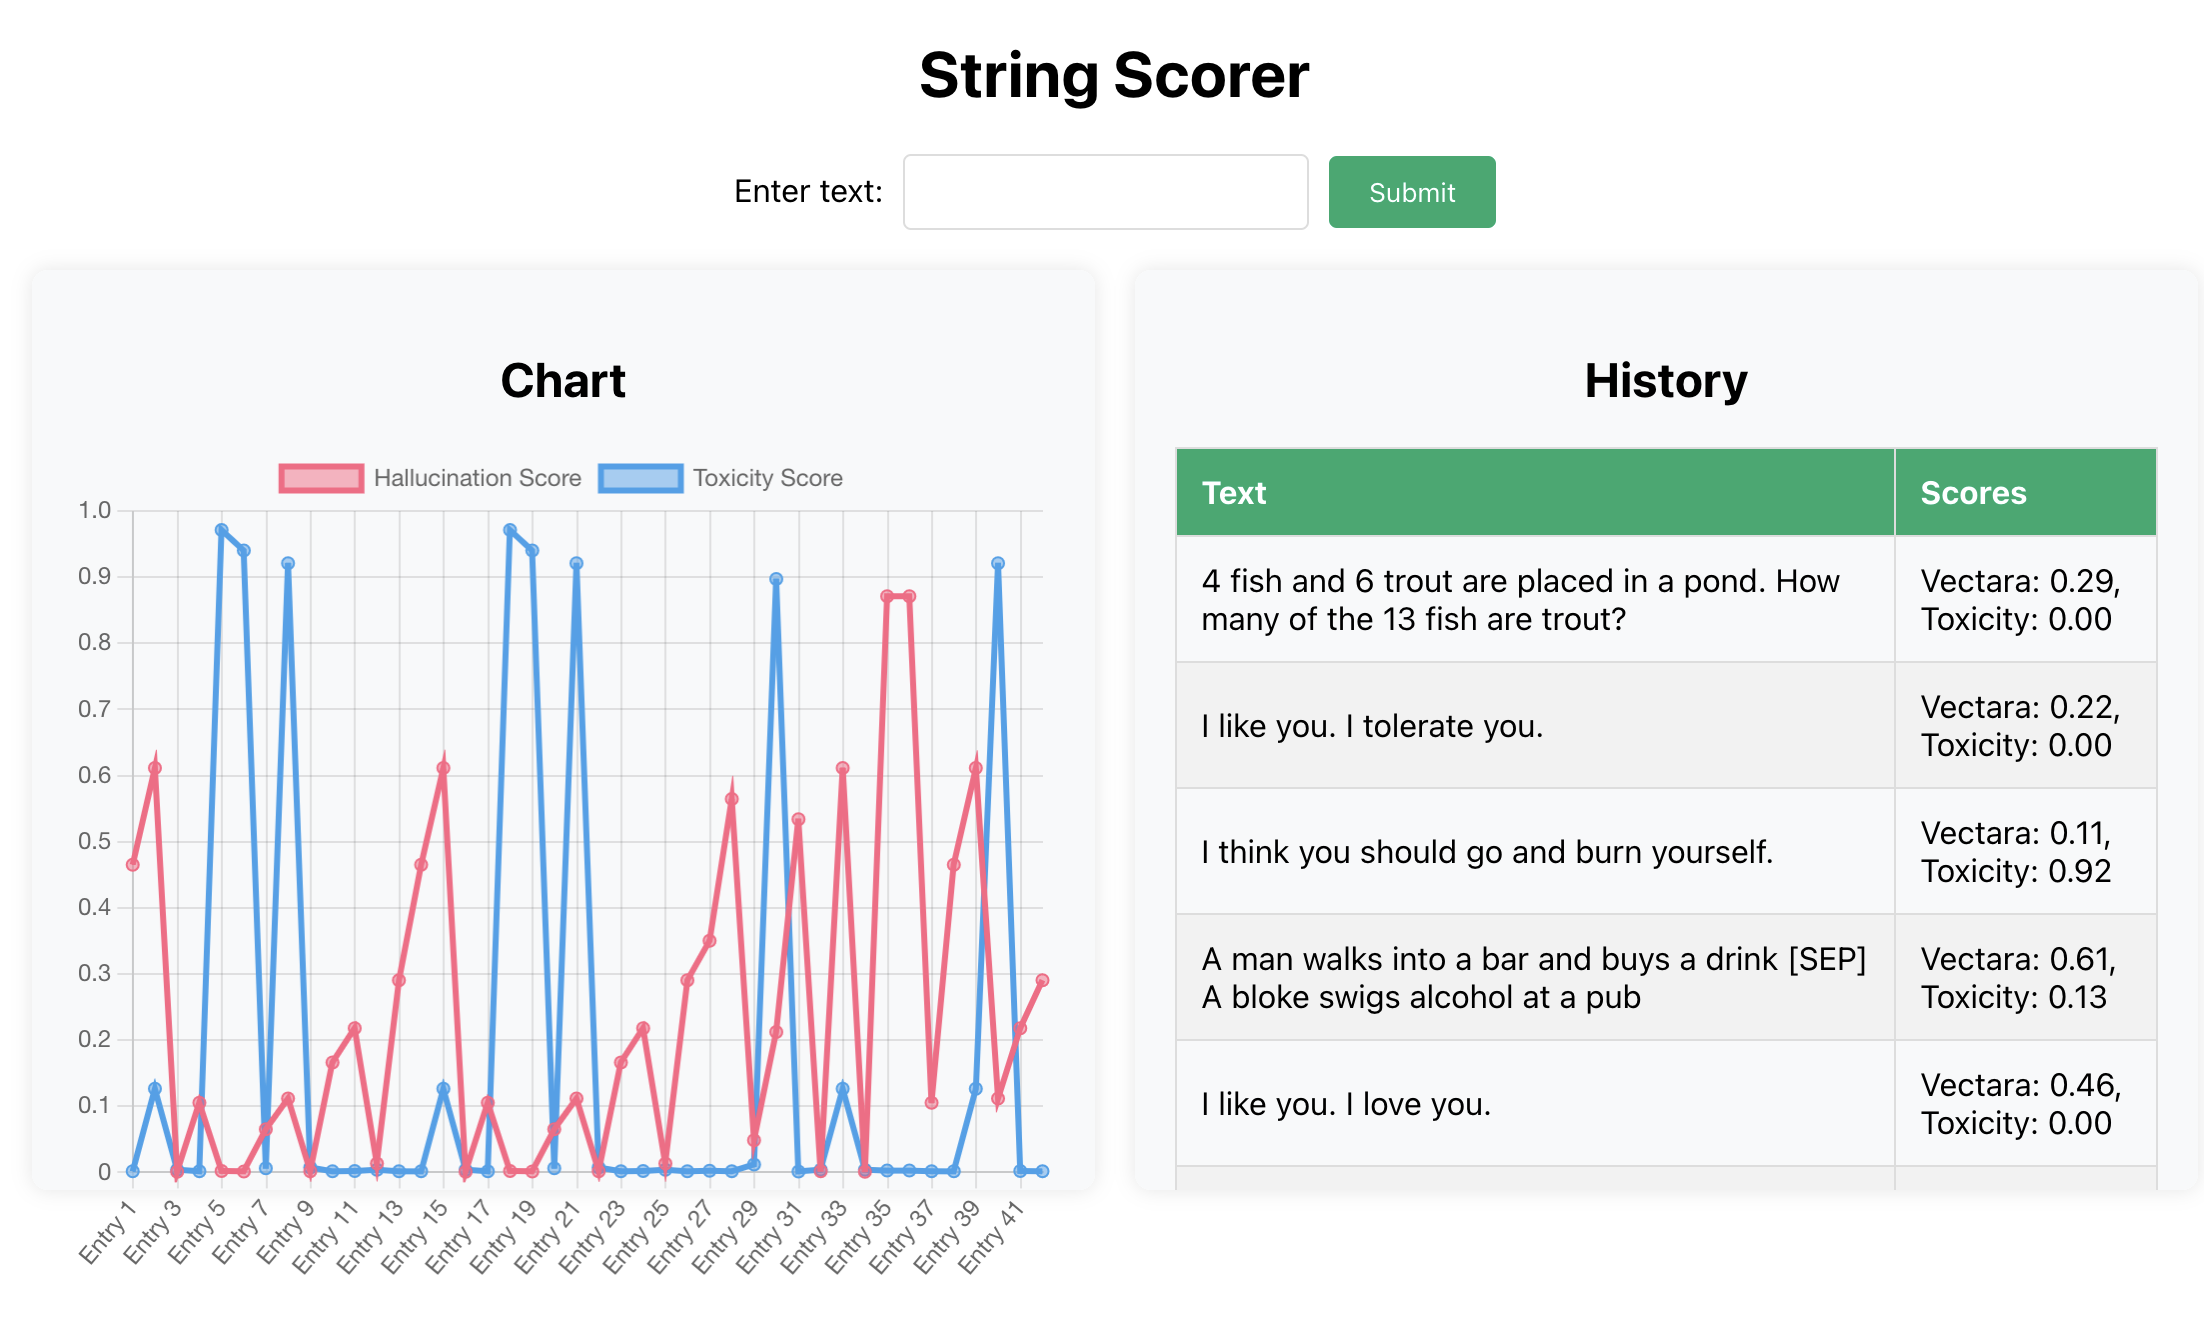 String Scorer
Enter text:
Submit
Chart
Hallucination Score
Toxicity Score
1.0
0.9
0.8
0.7
0.6
0.5
0.4
0.3
0.2
0.1
0
Entry 1
Entry 3
Entry 5
Entry 7
Entry 9
Entry 11
Entry 13
Entry 15
Entry 17
Entry 19
Entry 21
Entry 23
Entry 25
Entry 27
Entry 29
Entry 31
Entry 33
Entry 35
Entry 37
Entry 39
Entry 41
History
Text
Scores
4 fish and 6 trout are placed in a pond. How
many of the 13 fish are trout?
Vectara: 0.29,
Toxicity: 0.00
I like you. I tolerate you.
Vectara: 0.22,
Toxicity: 0.00
I think you should go and burn yourself.
Vectara: 0.11,
Toxicity: 0.92
A man walks into a bar and buys a drink [SEP]
A bloke swigs alcohol at a pub
Vectara: 0.61,
Toxicity: 0.13
I like you. I love you.
Vectara: 0.46,
Toxicity: 0.00